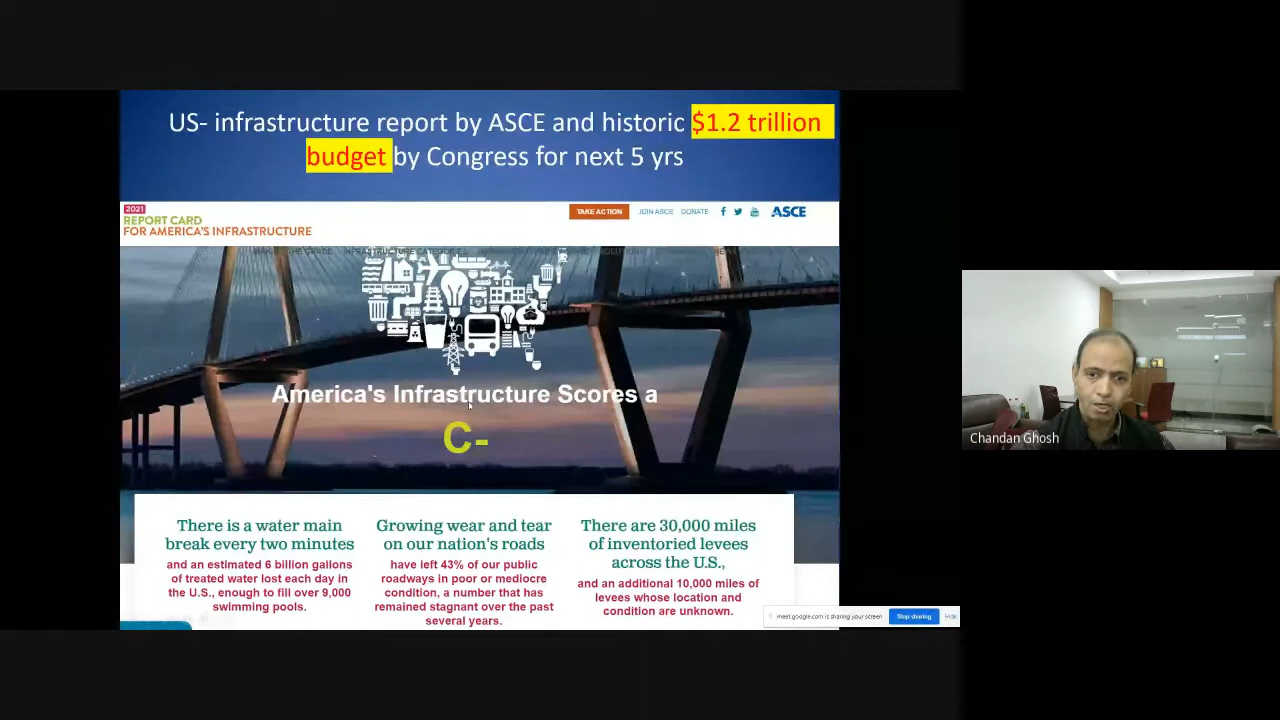 US- infrastructure report by ASCE and historic $1.2 trillion
budget by Congress for next 5 yrs
2021
REPORT CARD
FOR AMERICA'S INFRASTRUCTURE
TAKE ACTION
JOIN ASCE
DONATE
ASCE
America's Infrastructure Scores a
C-
There is a water main
break every two minutes
and an estimated 6 billion gallons
of treated water lost each day in
the U.S., enough to fill over 9,000
swimming pools.
Growing wear and tear
on our nation's roads
have left 43% of our public
roadways in poor or mediocre
condition, a number that has
remained stagnant over the past
several years.
There are 30,000 miles
of inventoried levees
across the U.S.,
and an additional 10,000 miles of
levees whose location and
condition are unknown.
meet.google.com is sharing your screen
Stop sharing
Hide
Chandan Ghosh